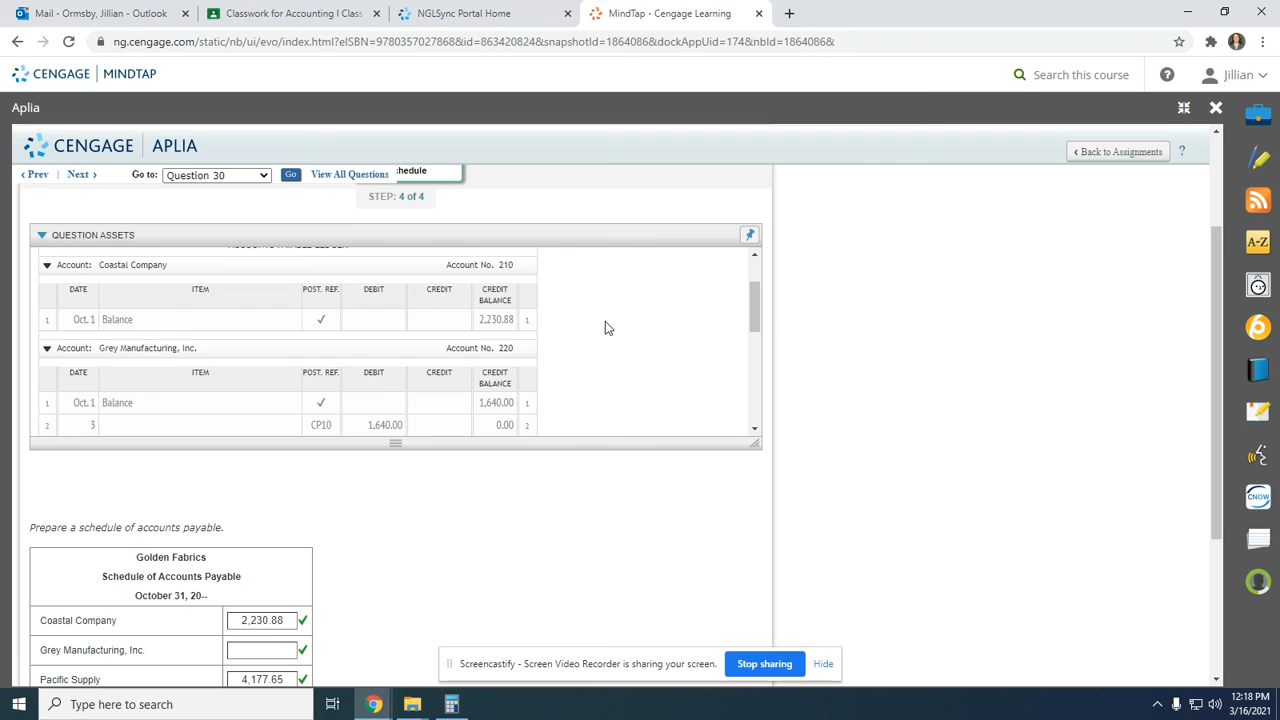 Mail - Ormsby, Jillian - Outlook
Classwork for Accounting I Class
NGLSync Portal Home
MindTap - Cengage Learning
ng.cengage.com/static/nb/ui/evo/index.html?eISBN=9780357027868&id=863420824&snapshotId=1864086&dockAppUid=174&nbId=1864086&
CENGAGE | MINDTAP
Search this course
Jillian
Aplia
CENGAGE | APLIA
Back to Assignments
?
Prev Next Go to: Question 30 Go View All Questions
chedule
STEP: 4 of 4
QUESTION ASSETS
Account: Coastal Company Account No. 210
DATE ITEM POST. REF. DEBIT CREDIT CREDIT BALANCE
1 Oct. 1 Balance ✓ 2,230.88 1
Account: Grey Manufacturing, Inc. Account No. 220
DATE ITEM POST. REF. DEBIT CREDIT CREDIT BALANCE
1 Oct. 1 Balance ✓ 1,640.00 1
2 3 CP10 1,640.00 0.00 2
Prepare a schedule of accounts payable.
Golden Fabrics
Schedule of Accounts Payable
October 31, 20--
Coastal Company 2,230.88
Grey Manufacturing, Inc.
Pacific Supply 4,177.65
A-Z
CNOW
Screencastify - Screen Video Recorder is sharing your screen. Stop sharing Hide
Type here to search
12:18 PM
3/16/2021